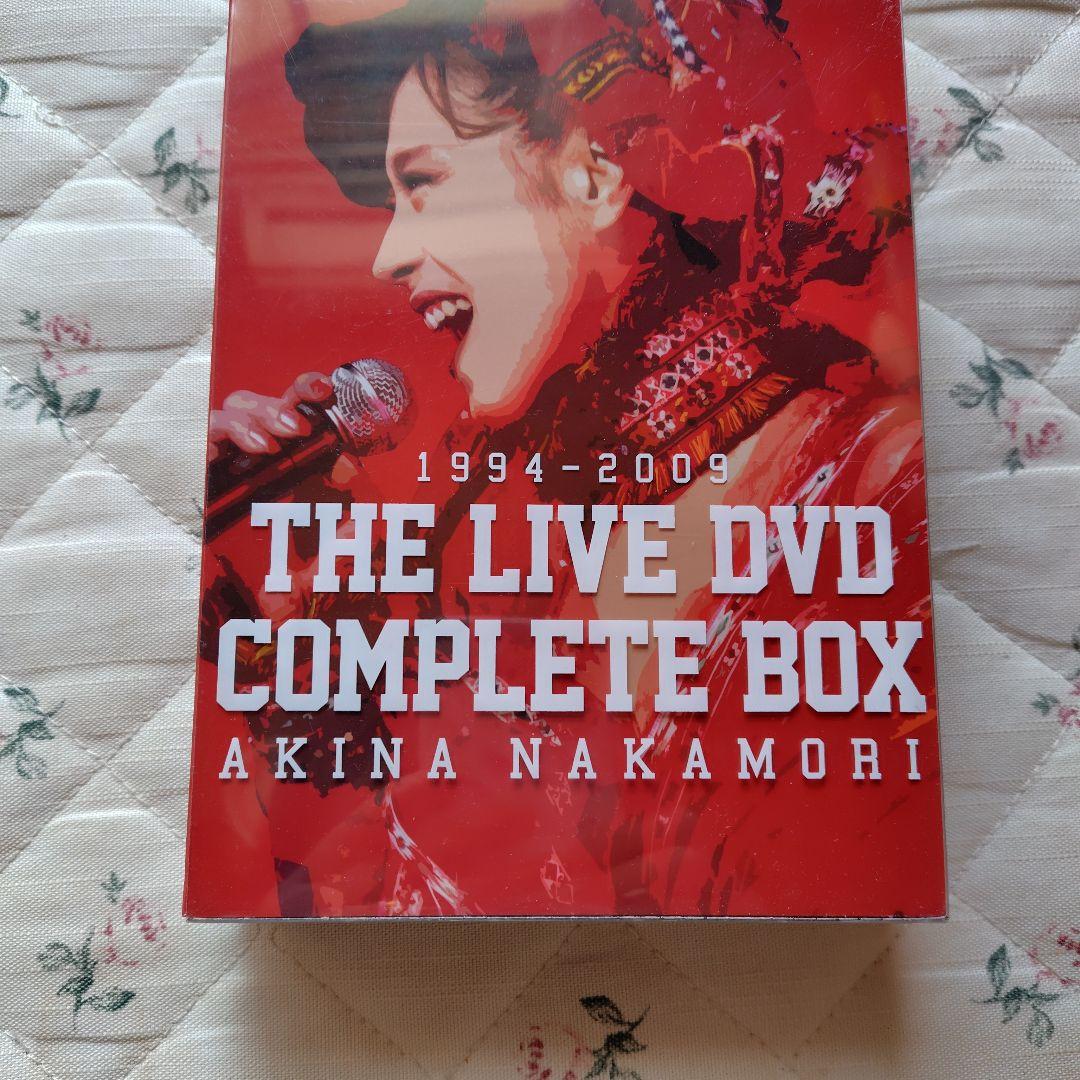 1994-2009
THE LIVE DVD
COMPLETE BOX
AKINA NAKAMORI